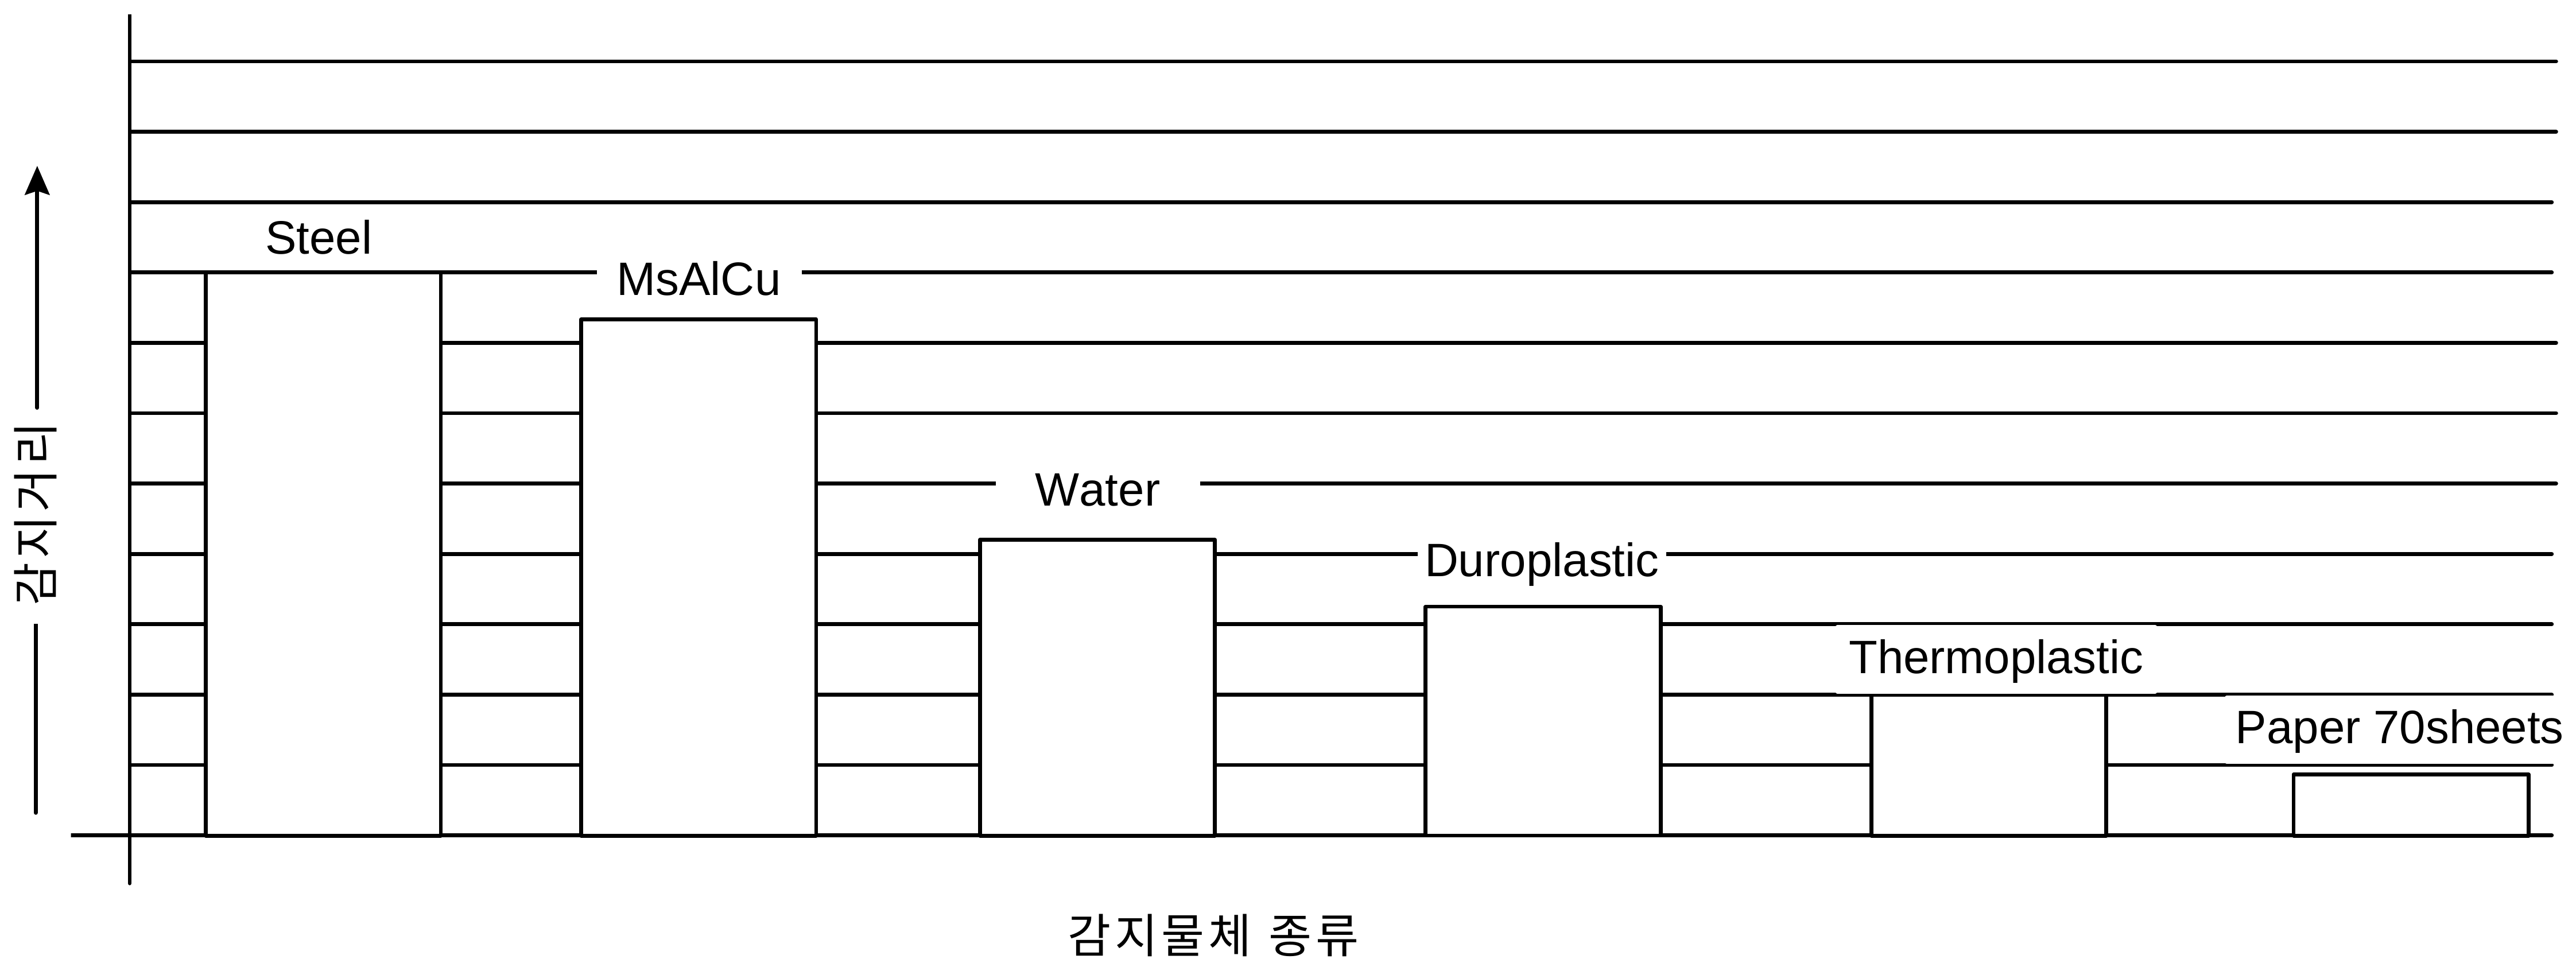 Steel
MsAlCu
Water
Duroplastic
Thermoplastic
Paper 70sheets
감지거리
감지물체 종류